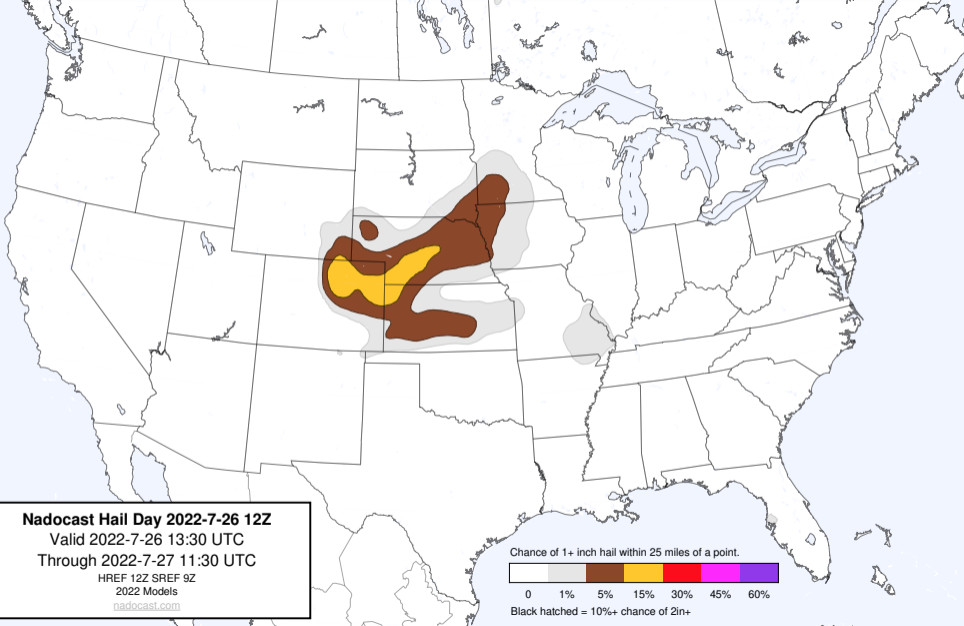 Nadocast Hail Day 2022-7-26 12Z
Valid 2022-7-26 13:30 UTC
Through 2022-7-27 11:30 UTC
HREF 12Z SREF 9Z
2022 Models
nadocast.com
Chance of 1+ inch hail within 25 miles of a point.
0 1% 5% 15% 30% 45% 60%
Black hatched = 10%+ chance of 2in+